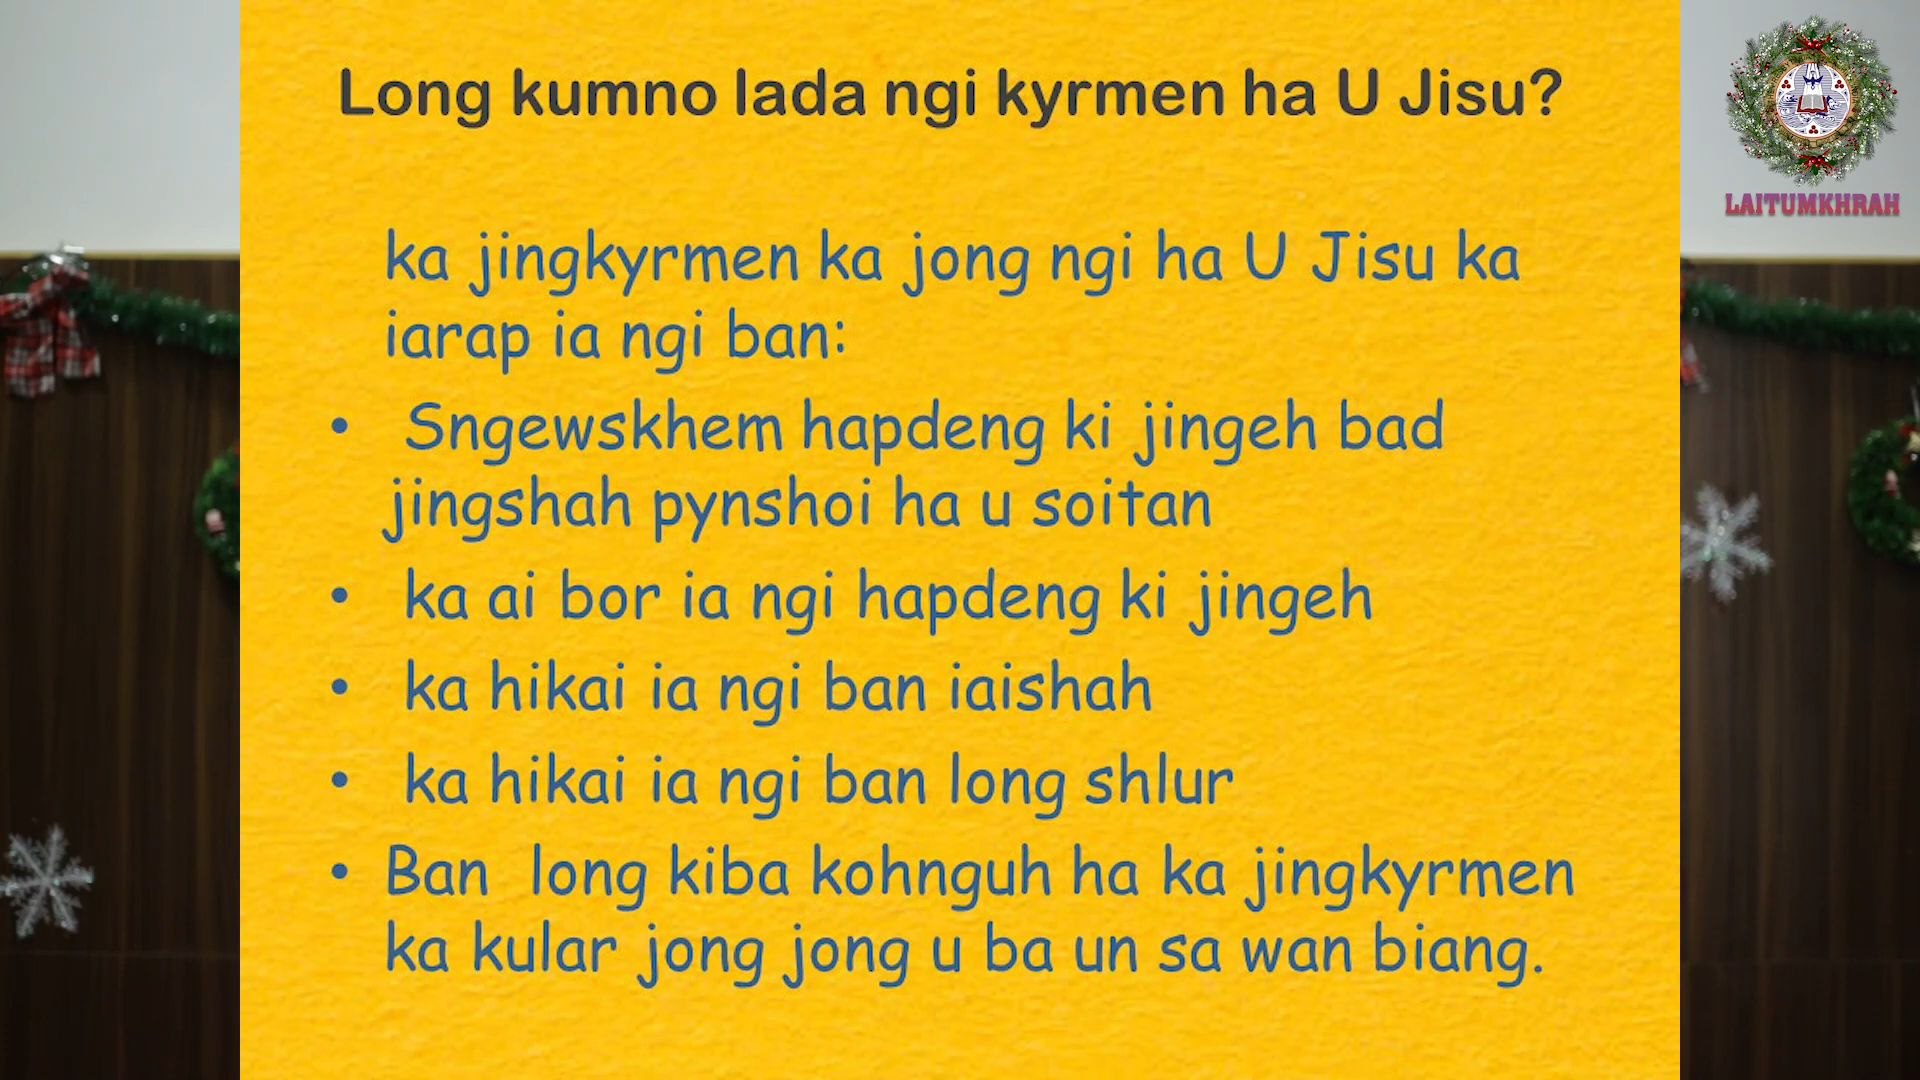 Long kumno lada ngi kyrmen ha U Jisu?
LAITUMKHRAH
ka jingkyrmen ka jong ngi ha U Jisu ka
iarap ia ngi ban:
• Sngewskhem hapdeng ki jingeh bad
jingshah pynshoi ha u soitan
• ka ai bor ia ngi hapdeng ki jingeh
• ka hikai ia ngi ban iaishah
• ka hikai ia ngi ban long shlur
• Ban long kiba kohnguh ha ka jingkyrmen
ka kular jong jong u ba un sa wan biang.